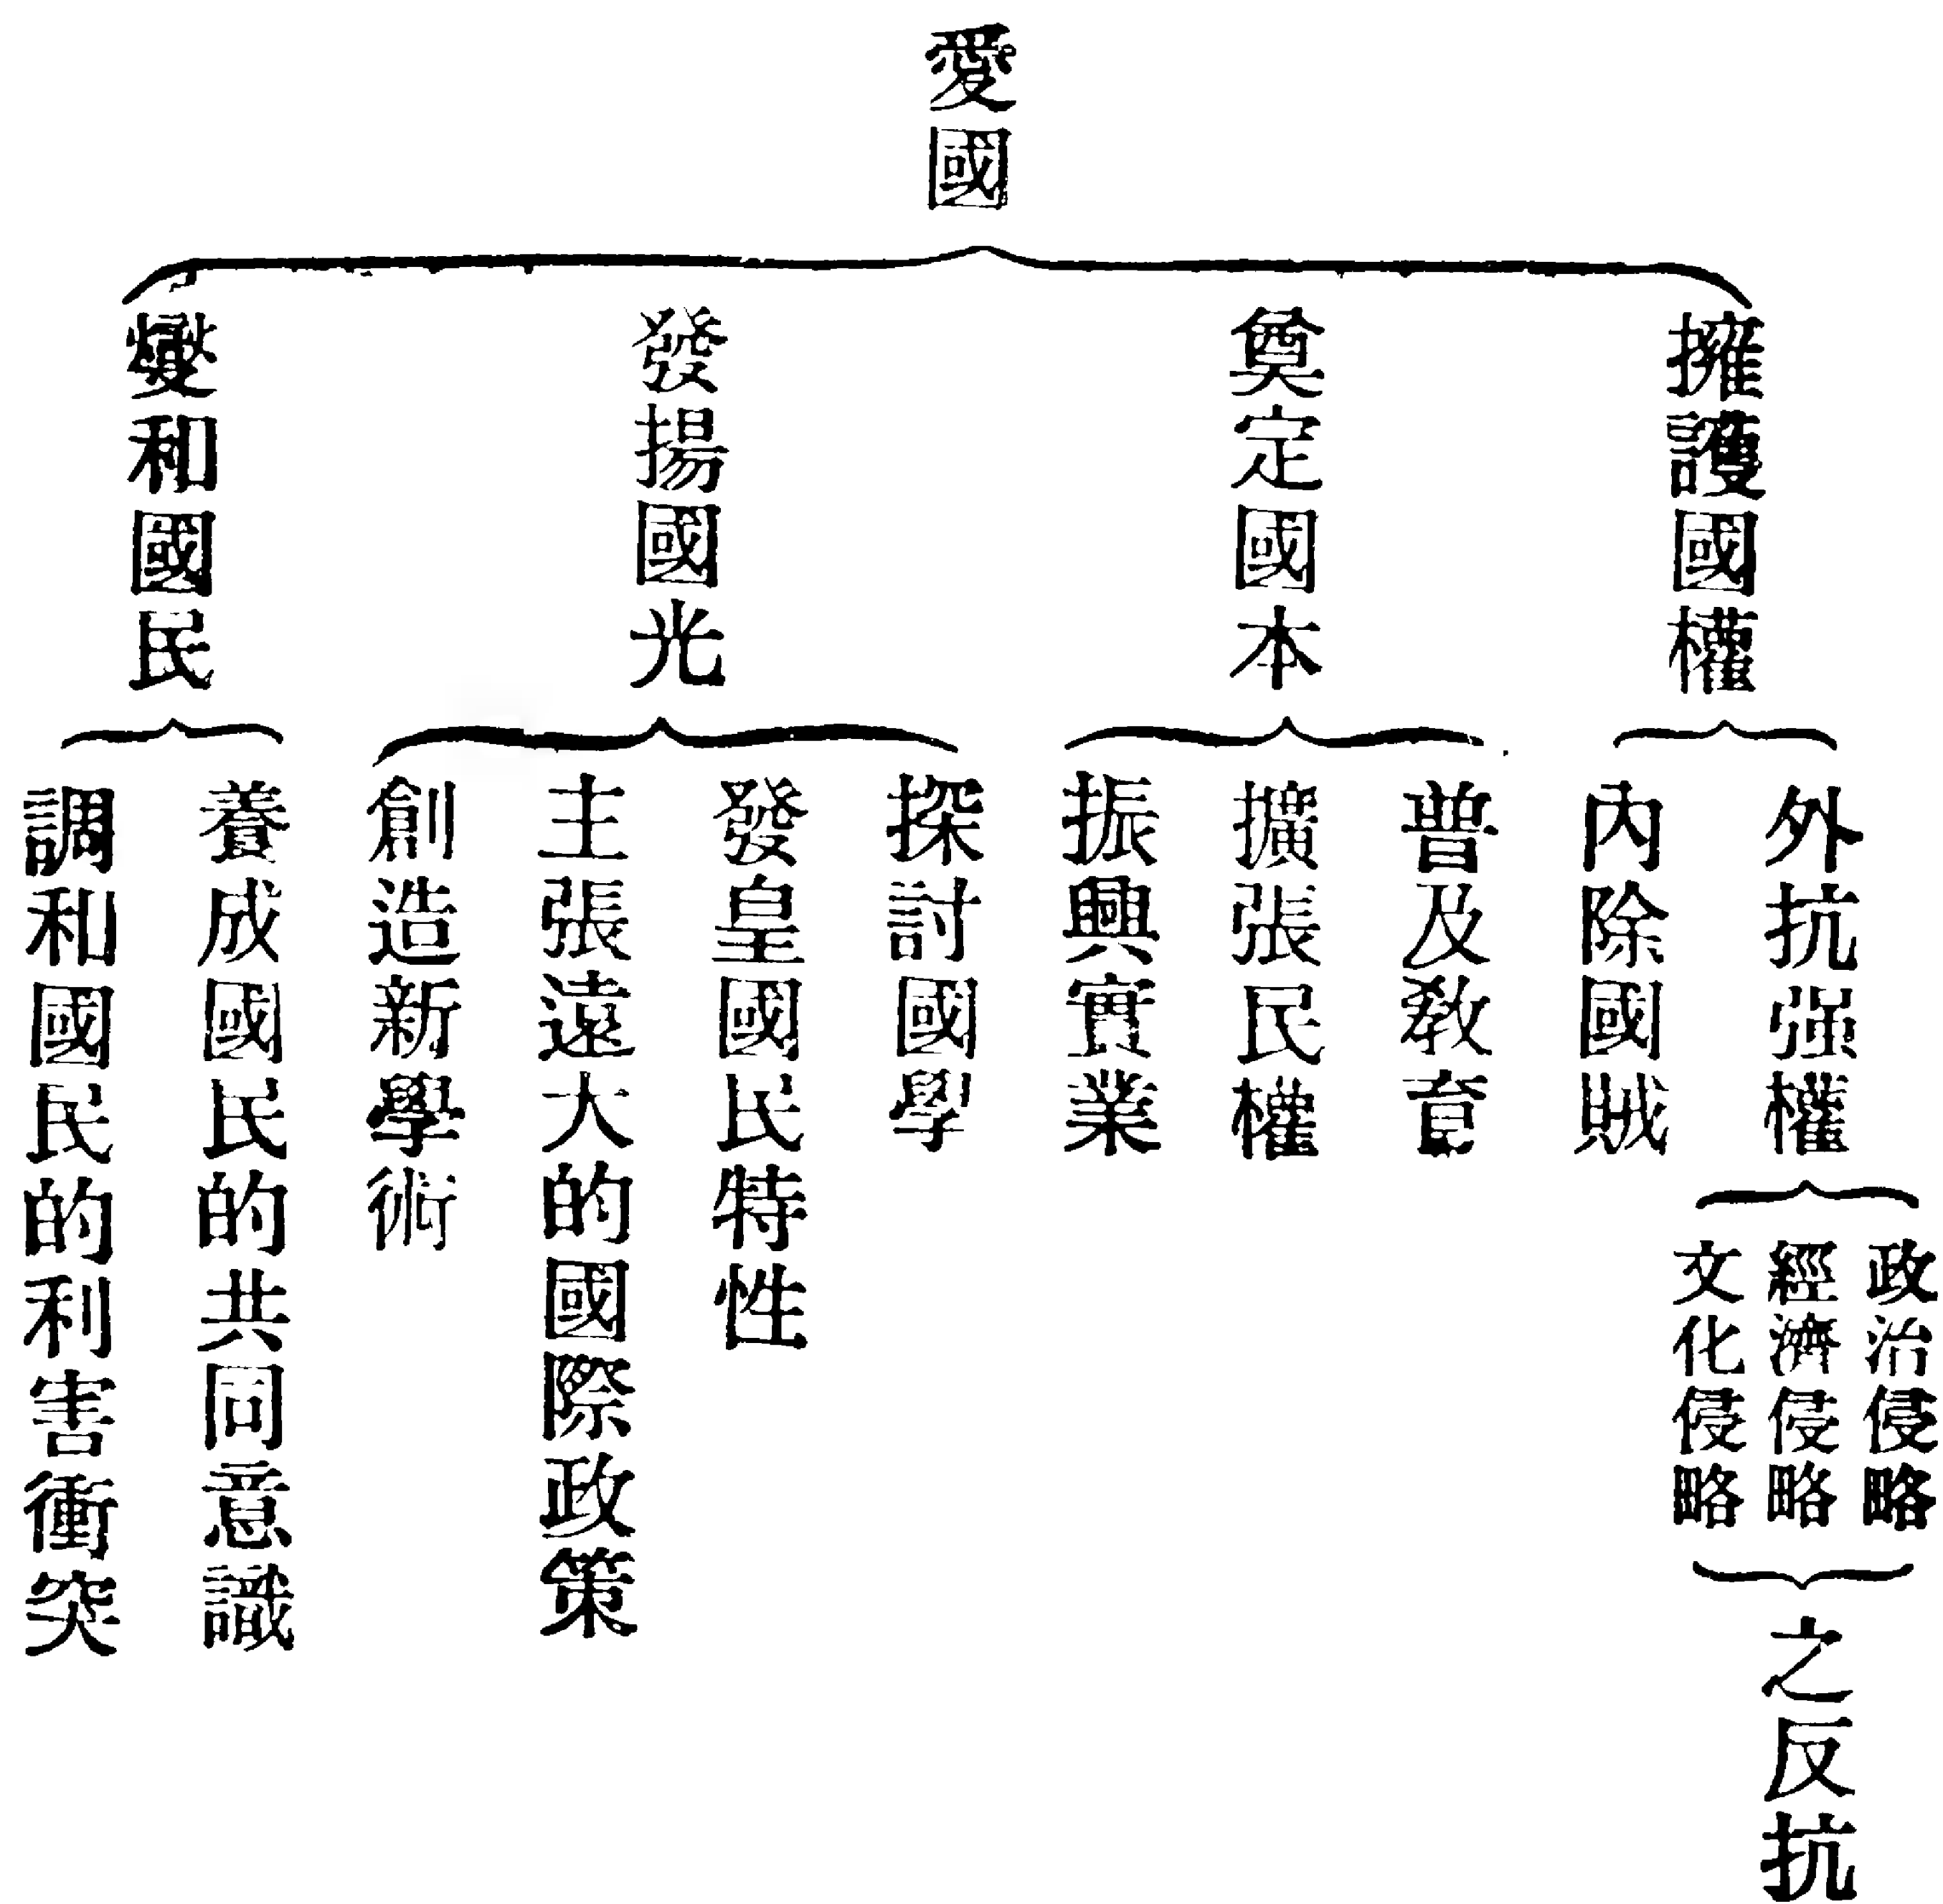 愛國
擁護國權
奠定國本
發揚國光
燮和國民
外抗强權
內除國賊
普及教育
擴張民權
振興實業
探討國學
發皇國民特性
主張遠大的國際政策
創造新學術
養成國民的共同意識
調和國民的利害衝突
政治侵略
經濟侵略
文化侵略
之反抗